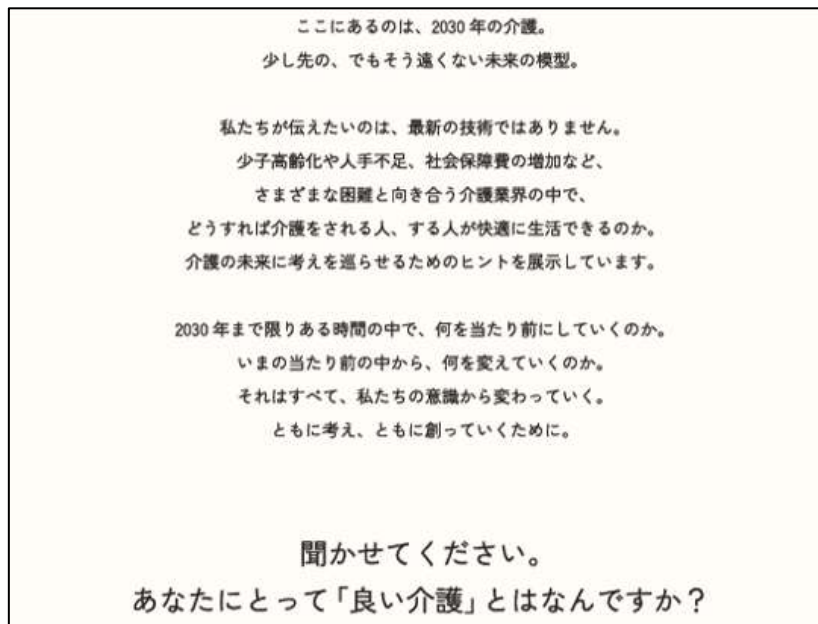 ここにあるのは、2030年の介護。
少し先の、でもそう遠くない未来の模型。
私たちが伝えたいのは、最新の技術ではありません。
少子高齢化や人手不足、社会保障費の増加など、
さまざまな困難と向き合う介護業界の中で、
どうすれば介護をされる人、する人が快適に生活できるのか。
介護の未来に考えを巡らせるためのヒントを展示しています。
2030年まで限りある時間の中で、何を当たり前にしていくのか。
いまの当たり前の中から、何を変えていくのか。
それはすべて、私たちの意識から変わっていく。
ともに考え、ともに創っていくために。
聞かせてください。
あなたにとって「良い介護」とはなんですか？